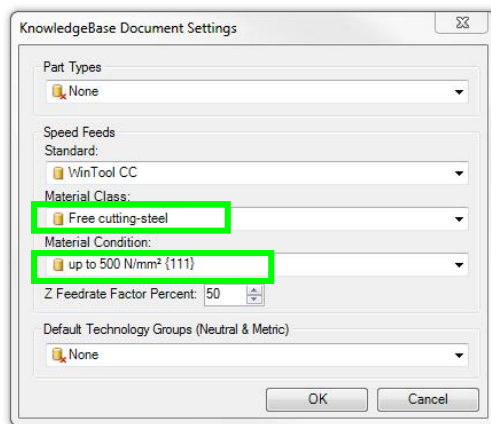 KnowledgeBase Document Settings
Part Types
None
Speed Feeds
Standard:
WinTool CC
Material Class:
Free cutting-steel
Material Condition:
up to 500 N/mm² {111}
Z Feedrate Factor Percent: 50
Default Technology Groups (Neutral & Metric)
None
OK Cancel